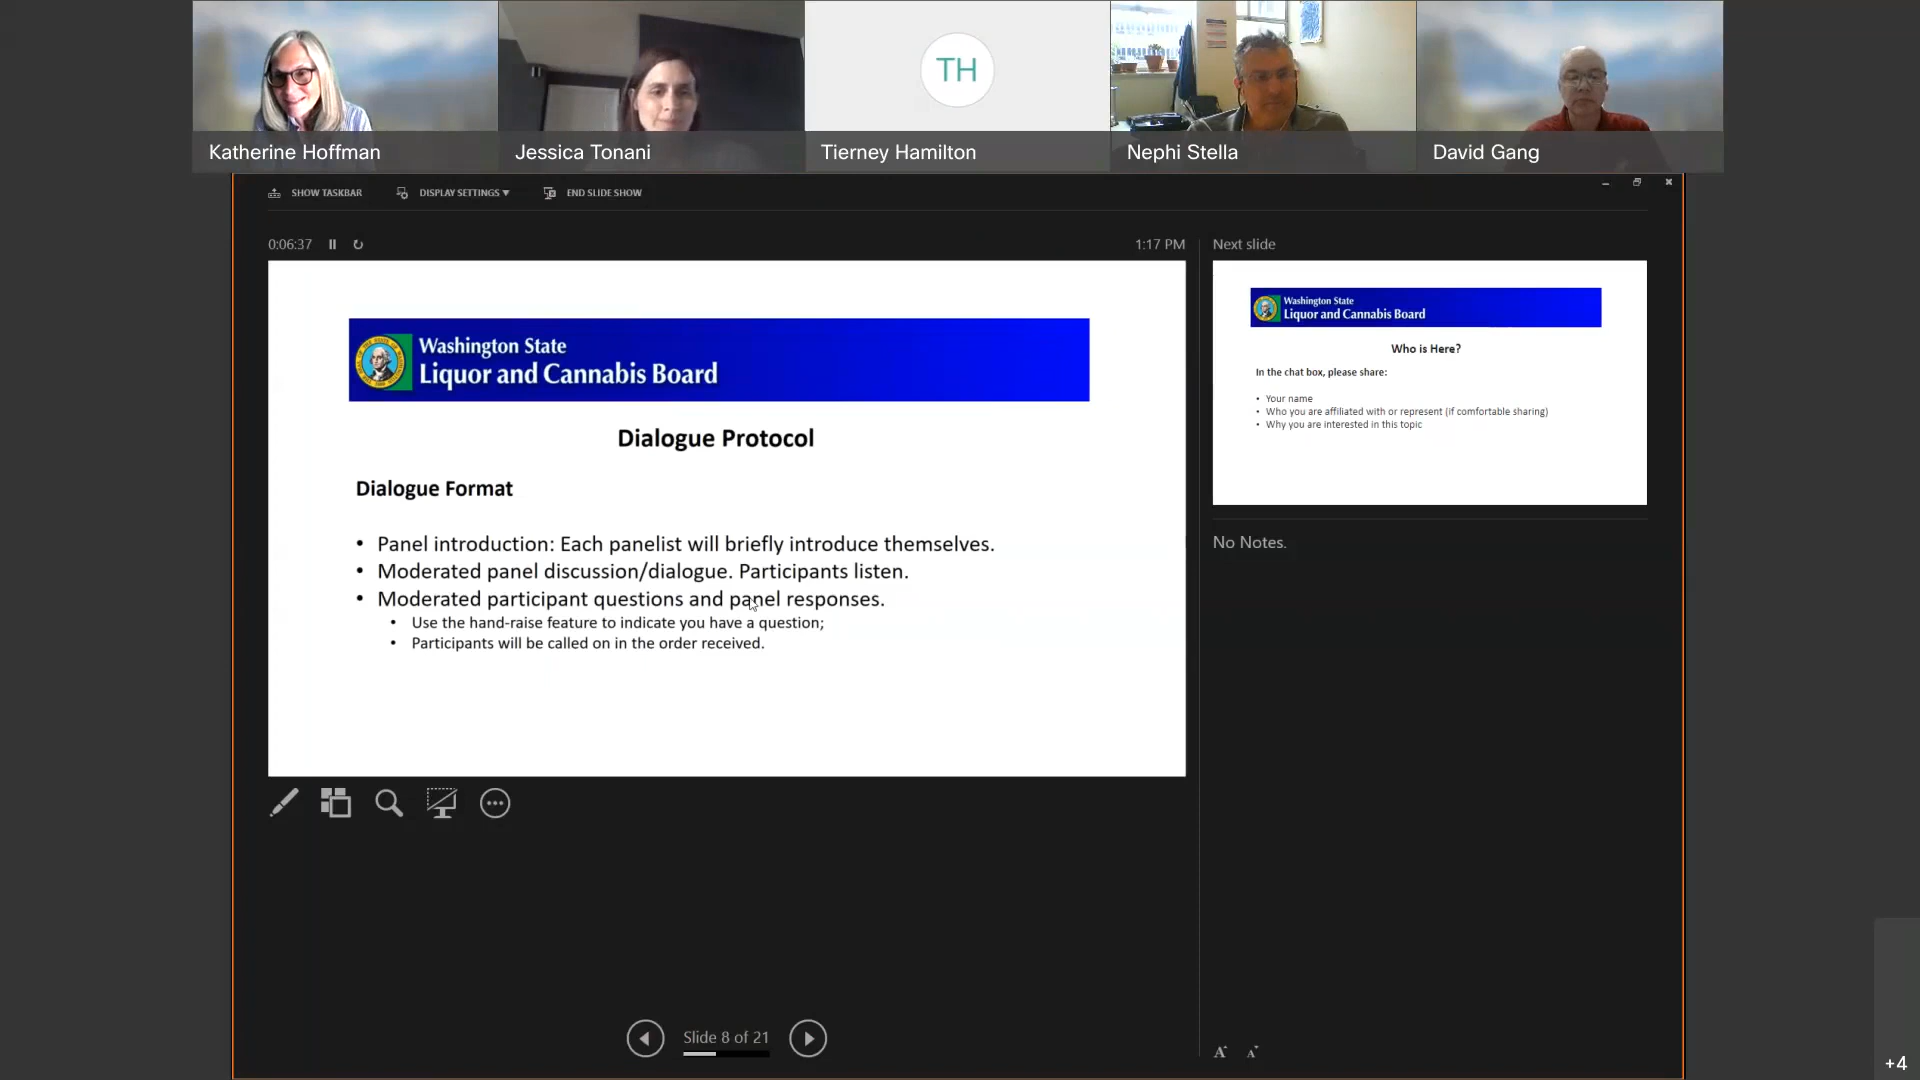 TH
Katherine Hoffman
Jessica Tonani
Tierney Hamilton
Nephi Stella
David Gang
SHOW TASKBAR
DISPLAY SETTINGS ▾
END SLIDE SHOW
0:06:37
1:17 PM
Washington State
Liquor and Cannabis Board
Dialogue Protocol
Dialogue Format
• Panel introduction: Each panelist will briefly introduce themselves.
• Moderated panel discussion/dialogue. Participants listen.
• Moderated participant questions and panel responses.
• Use the hand-raise feature to indicate you have a question;
• Participants will be called on in the order received.
Next slide
Washington State
Liquor and Cannabis Board
Who is Here?
In the chat box, please share:
• Your name
• Who you are affiliated with or represent (if comfortable sharing)
• Why you are interested in this topic
No Notes.
Slide 8 of 21
A A
+4